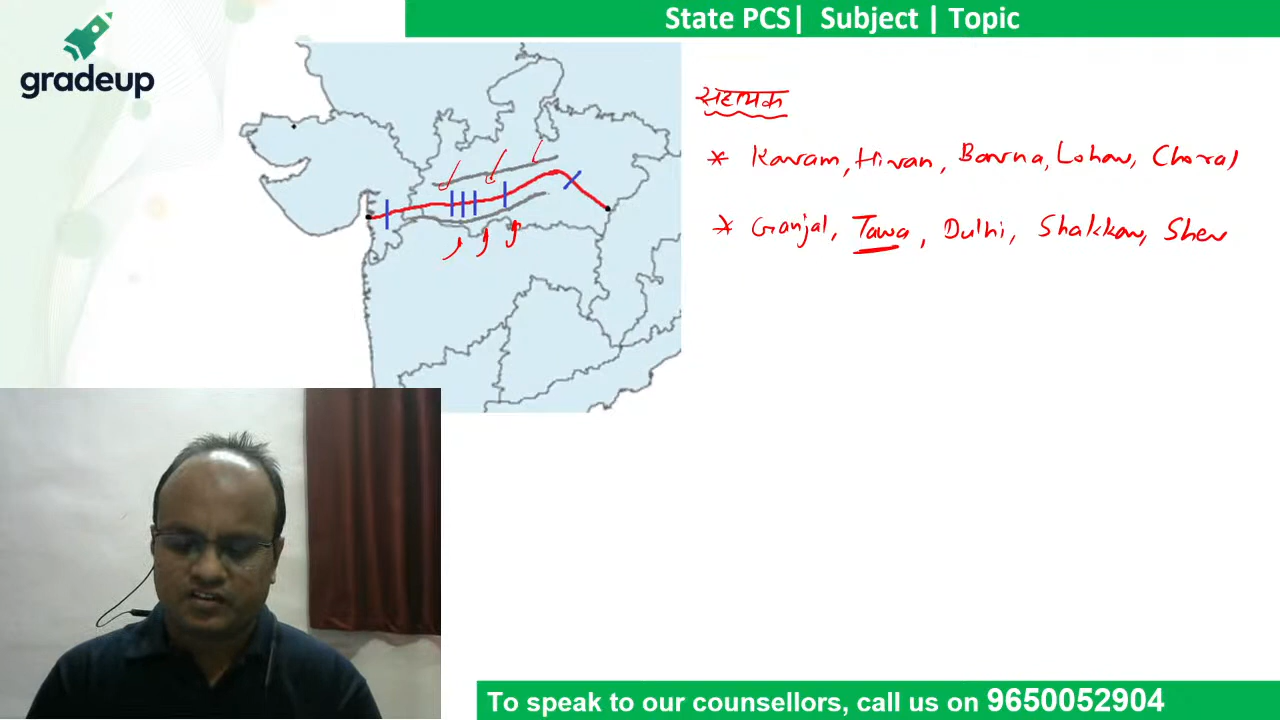 State PCS| Subject | Topic
gradeup
सहायक
* Karam, Hiran, Barna, Lohar, Choral
* Ganjal, Tawa, Dudhi, Shakkar, Sher
To speak to our counsellors, call us on 9650052904